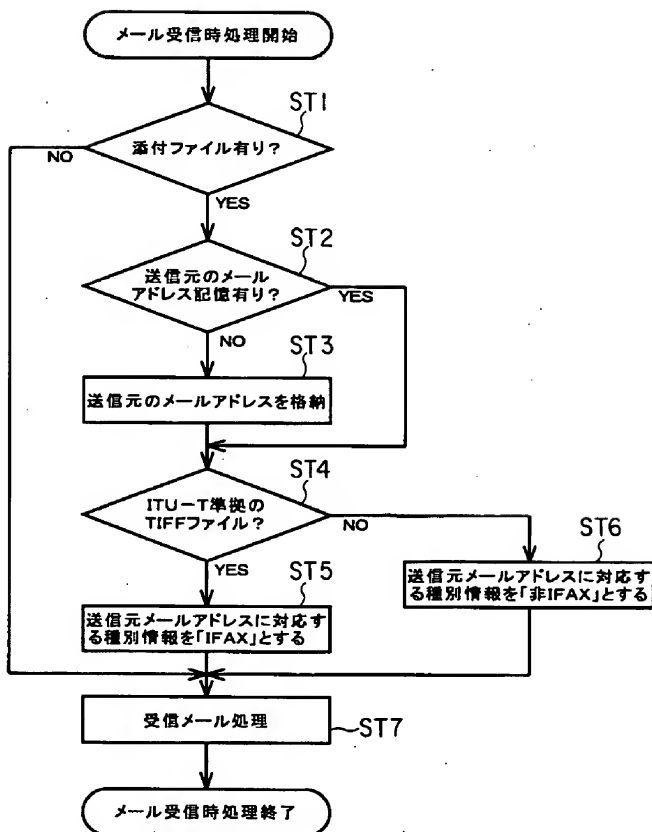 メール受信時処理開始
ST1
添付ファイル有り?
NO
YES
ST2
送信元のメール
アドレス記憶有り?
YES
NO
ST3
送信元のメールアドレスを格納
ST4
ITU-T準拠の
TIFFファイル?
NO
YES
ST5
ST6
送信元メールアドレスに対応す
る種別情報を「非IFAX」とする
送信元メールアドレスに対応す
る種別情報を「IFAX」とする
受信メール処理
ST7
メール受信時処理終了